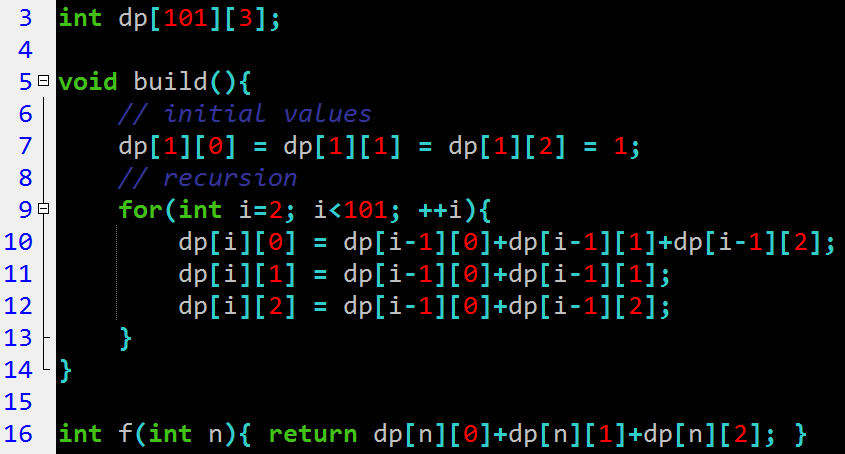 3 int dp[101][3];
4
5 void build(){
6 // initial values
7 dp[1][0] = dp[1][1] = dp[1][2] = 1;
8 // recursion
9 for(int i=2; i<101; ++i){
10 dp[i][0] = dp[i-1][0]+dp[i-1][1]+dp[i-1][2];
11 dp[i][1] = dp[i-1][0]+dp[i-1][1];
12 dp[i][2] = dp[i-1][0]+dp[i-1][2];
13 }
14 }
15
16 int f(int n){ return dp[n][0]+dp[n][1]+dp[n][2]; }